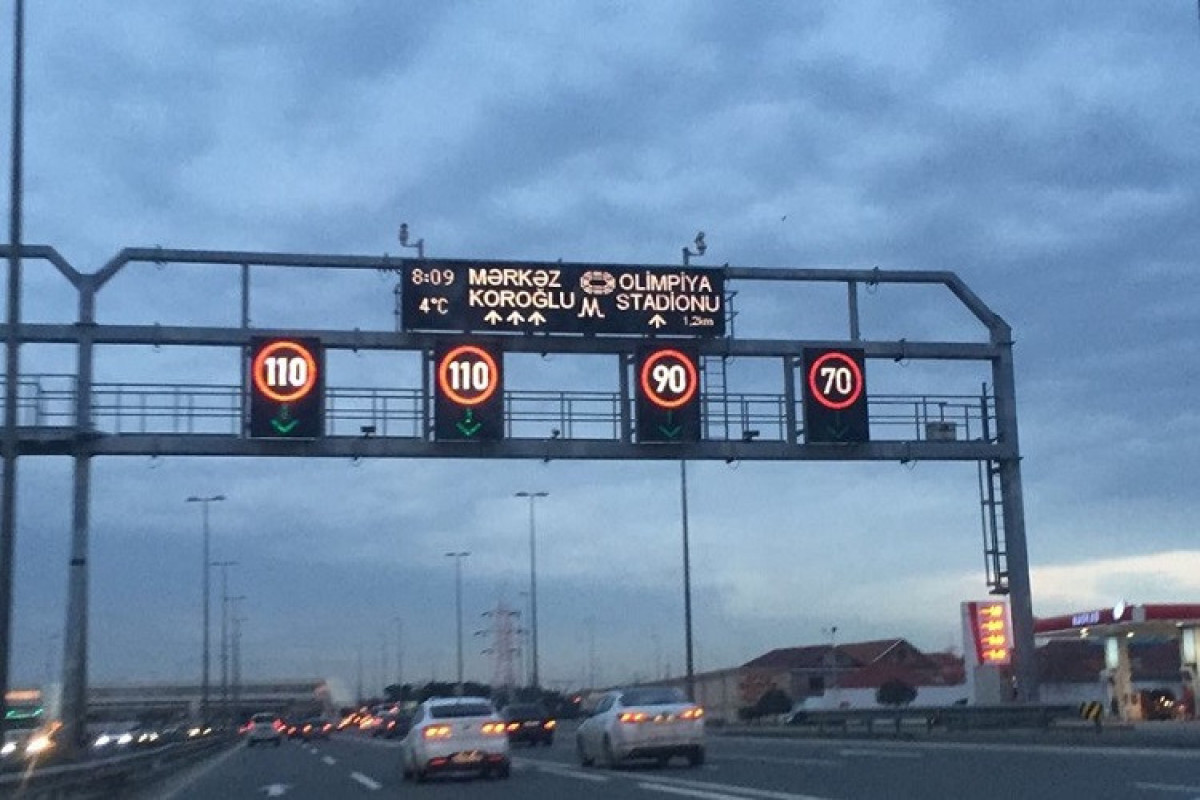 8:09
4°C
MƏRKƏZ
KOROĞLU
M
OLİMPİYA
STADİONU
1,2km
110
110
90
70